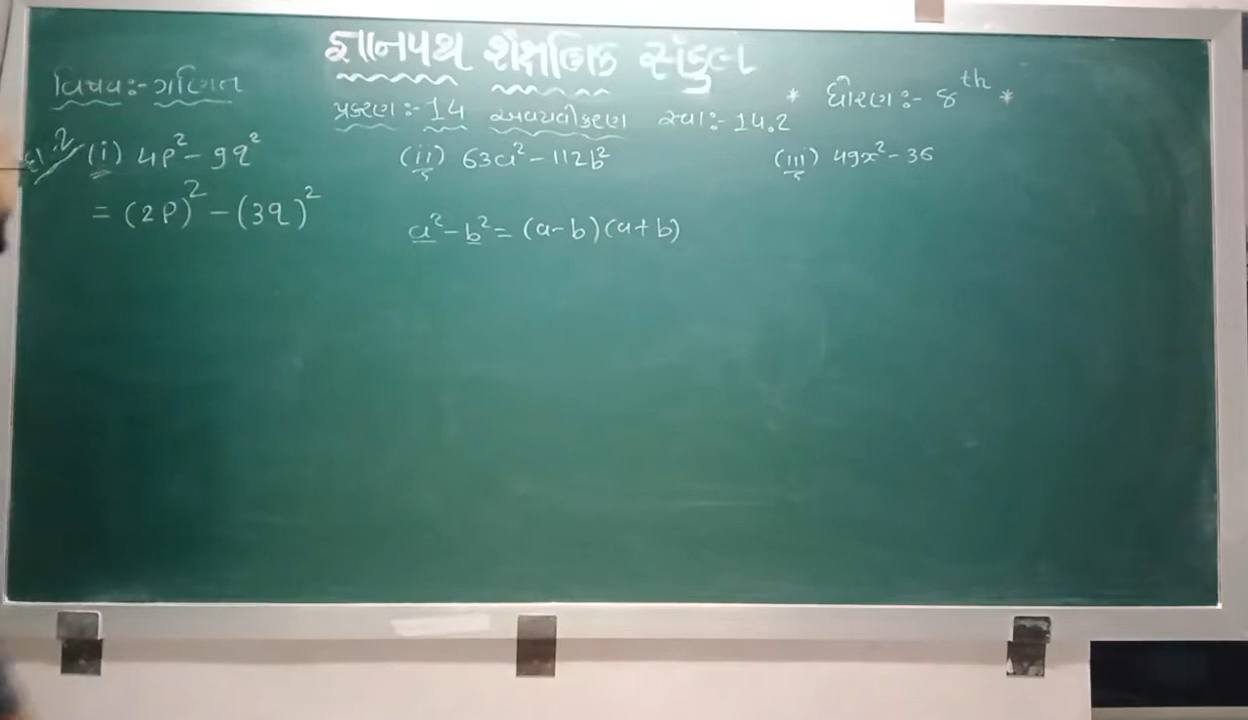 જ્ઞાનપથ શૈક્ષણિક સંકુલ
વિષય:- ગણિત
પ્રકરણ:- 14 અવયવીકરણ સ્વા:- 14.2
* ધોરણ:- 8th *
દા.2 (i) 4p² - 9q²
(ii) 63a² - 112b²
(iii) 49x² - 36
= (2p)² - (3q)²
a² - b² = (a - b)(a + b)